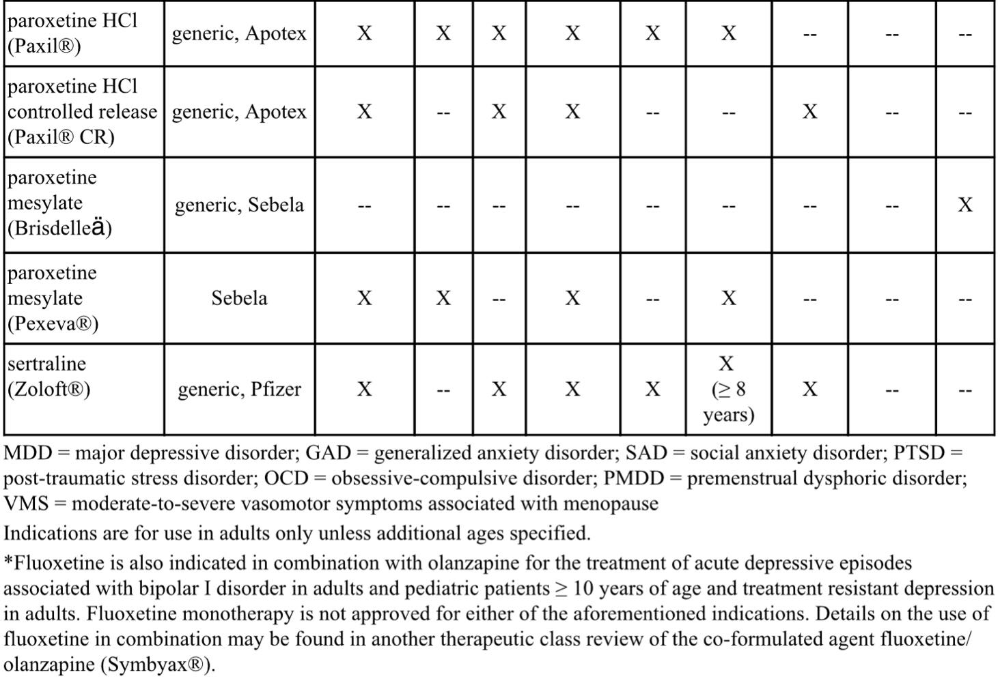 paroxetine HCl
(Paxil®)
generic, Apotex X X X X X X -- -- --
paroxetine HCl
controlled release
(Paxil® CR)
generic, Apotex X -- X X -- -- X -- --
paroxetine
mesylate
(Brisdelleä)
generic, Sebela -- -- -- -- -- -- -- -- X
paroxetine
mesylate
(Pexeva®)
Sebela X X -- X -- X -- -- --
sertraline
(Zoloft®)
generic, Pfizer X -- X X X X
(≥ 8
years)
X -- --
MDD = major depressive disorder; GAD = generalized anxiety disorder; SAD = social anxiety disorder; PTSD =
post-traumatic stress disorder; OCD = obsessive-compulsive disorder; PMDD = premenstrual dysphoric disorder;
VMS = moderate-to-severe vasomotor symptoms associated with menopause
Indications are for use in adults only unless additional ages specified.
*Fluoxetine is also indicated in combination with olanzapine for the treatment of acute depressive episodes
associated with bipolar I disorder in adults and pediatric patients ≥ 10 years of age and treatment resistant depression
in adults. Fluoxetine monotherapy is not approved for either of the aforementioned indications. Details on the use of
fluoxetine in combination may be found in another therapeutic class review of the co-formulated agent fluoxetine/
olanzapine (Symbyax®).